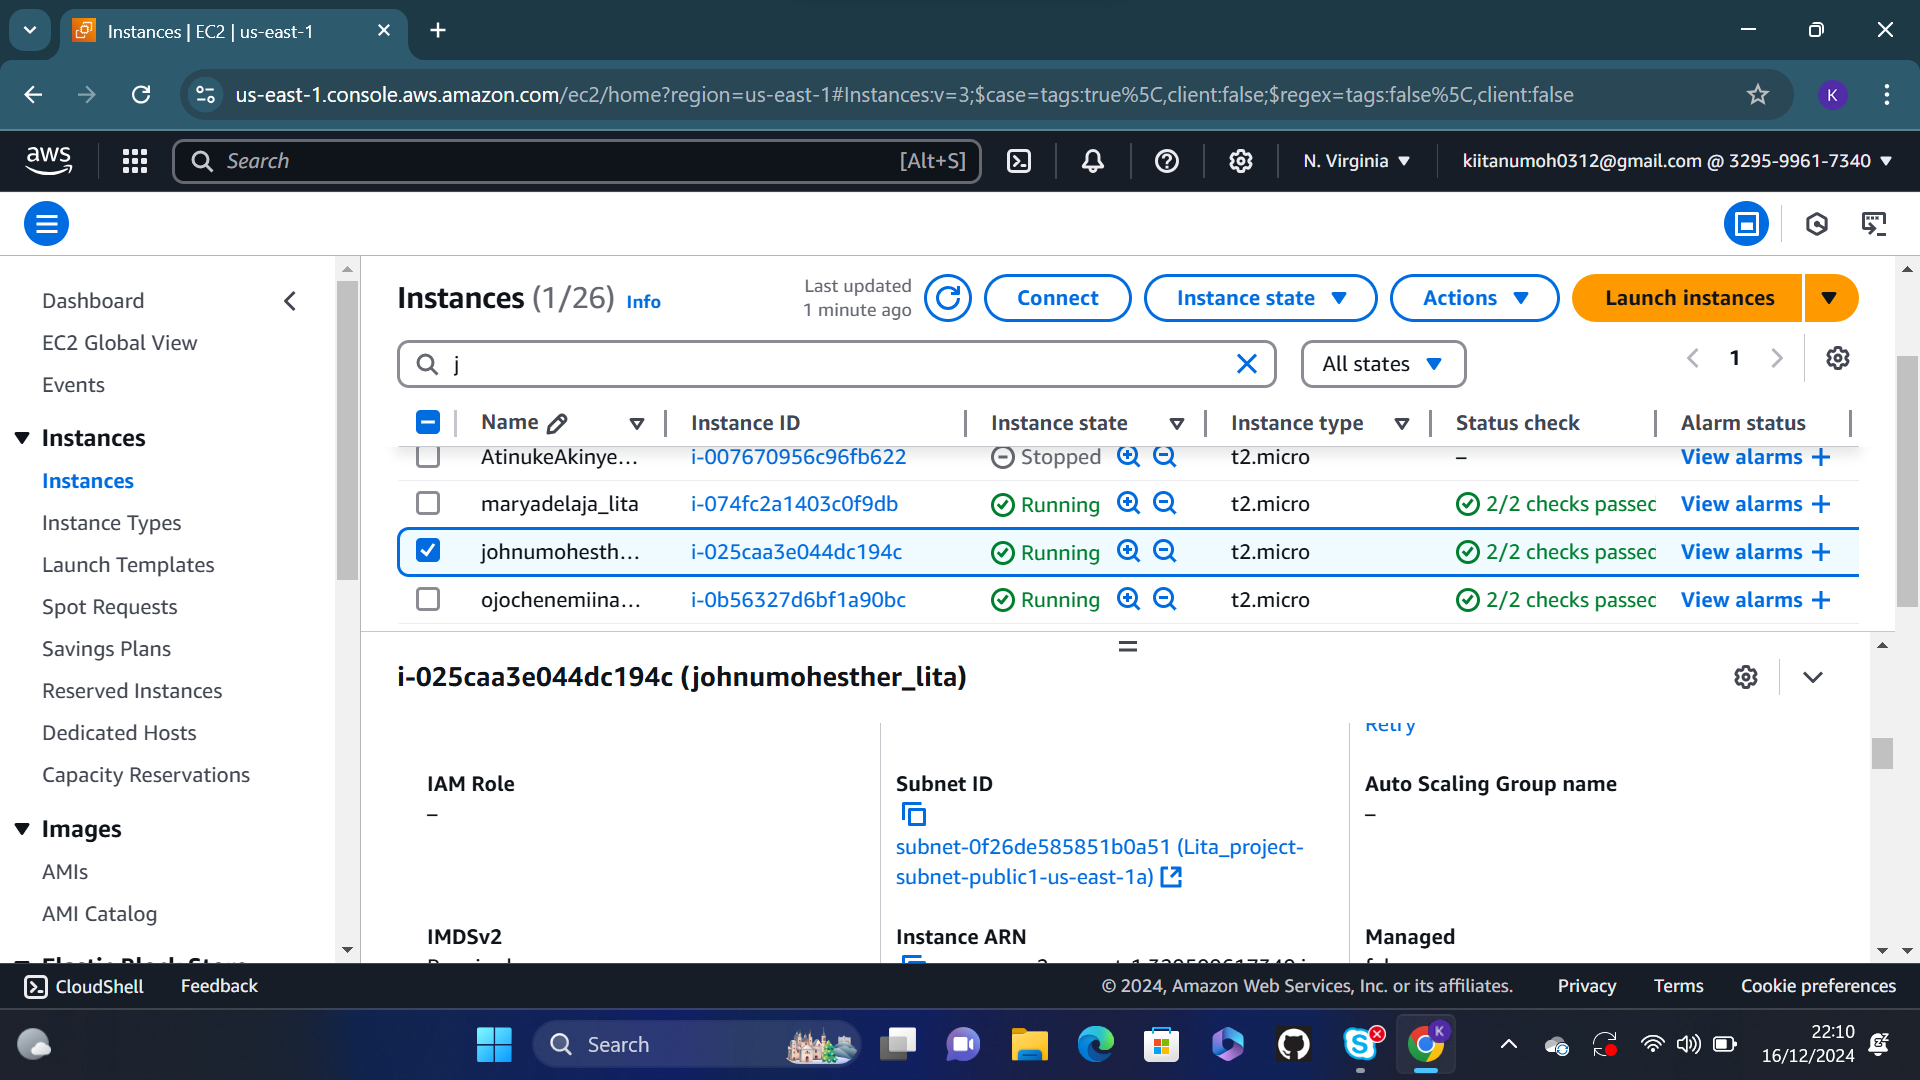 Instances | EC2 | us-east-1
us-east-1.console.aws.amazon.com/ec2/home?region=us-east-1#Instances:v=3;$case=tags:true%5C,client:false;$regex=tags:false%5C,client:false
K
aws
Search
[Alt+S]
N. Virginia
kiitanumoh0312@gmail.com @ 3295-9961-7340
Dashboard
EC2 Global View
Events
Instances
Instances
Instance Types
Launch Templates
Spot Requests
Savings Plans
Reserved Instances
Dedicated Hosts
Capacity Reservations
Images
AMIs
AMI Catalog
Elastic Block Store
Instances (1/26) Info
Last updated
1 minute ago
Connect
Instance state
Actions
Launch instances
j
All states
1
Name Instance ID Instance state Instance type Status check Alarm status
AtinukeAkinye... i-007670956c96fb622 Stopped t2.micro – View alarms +
maryadelaja_lita i-074fc2a1403c0f9db Running t2.micro 2/2 checks passec View alarms +
johnumohesth... i-025caa3e044dc194c Running t2.micro 2/2 checks passec View alarms +
ojochenemiina... i-0b56327d6bf1a90bc Running t2.micro 2/2 checks passec View alarms +
i-025caa3e044dc194c (johnumohesther_lita)
Retry
IAM Role
–
Subnet ID
subnet-0f26de585851b0a51 (Lita_project-
subnet-public1-us-east-1a)
Auto Scaling Group name
–
IMDSv2
Instance ARN
Managed
CloudShell
Feedback
© 2024, Amazon Web Services, Inc. or its affiliates.
Privacy
Terms
Cookie preferences
Search
K
22:10
16/12/2024